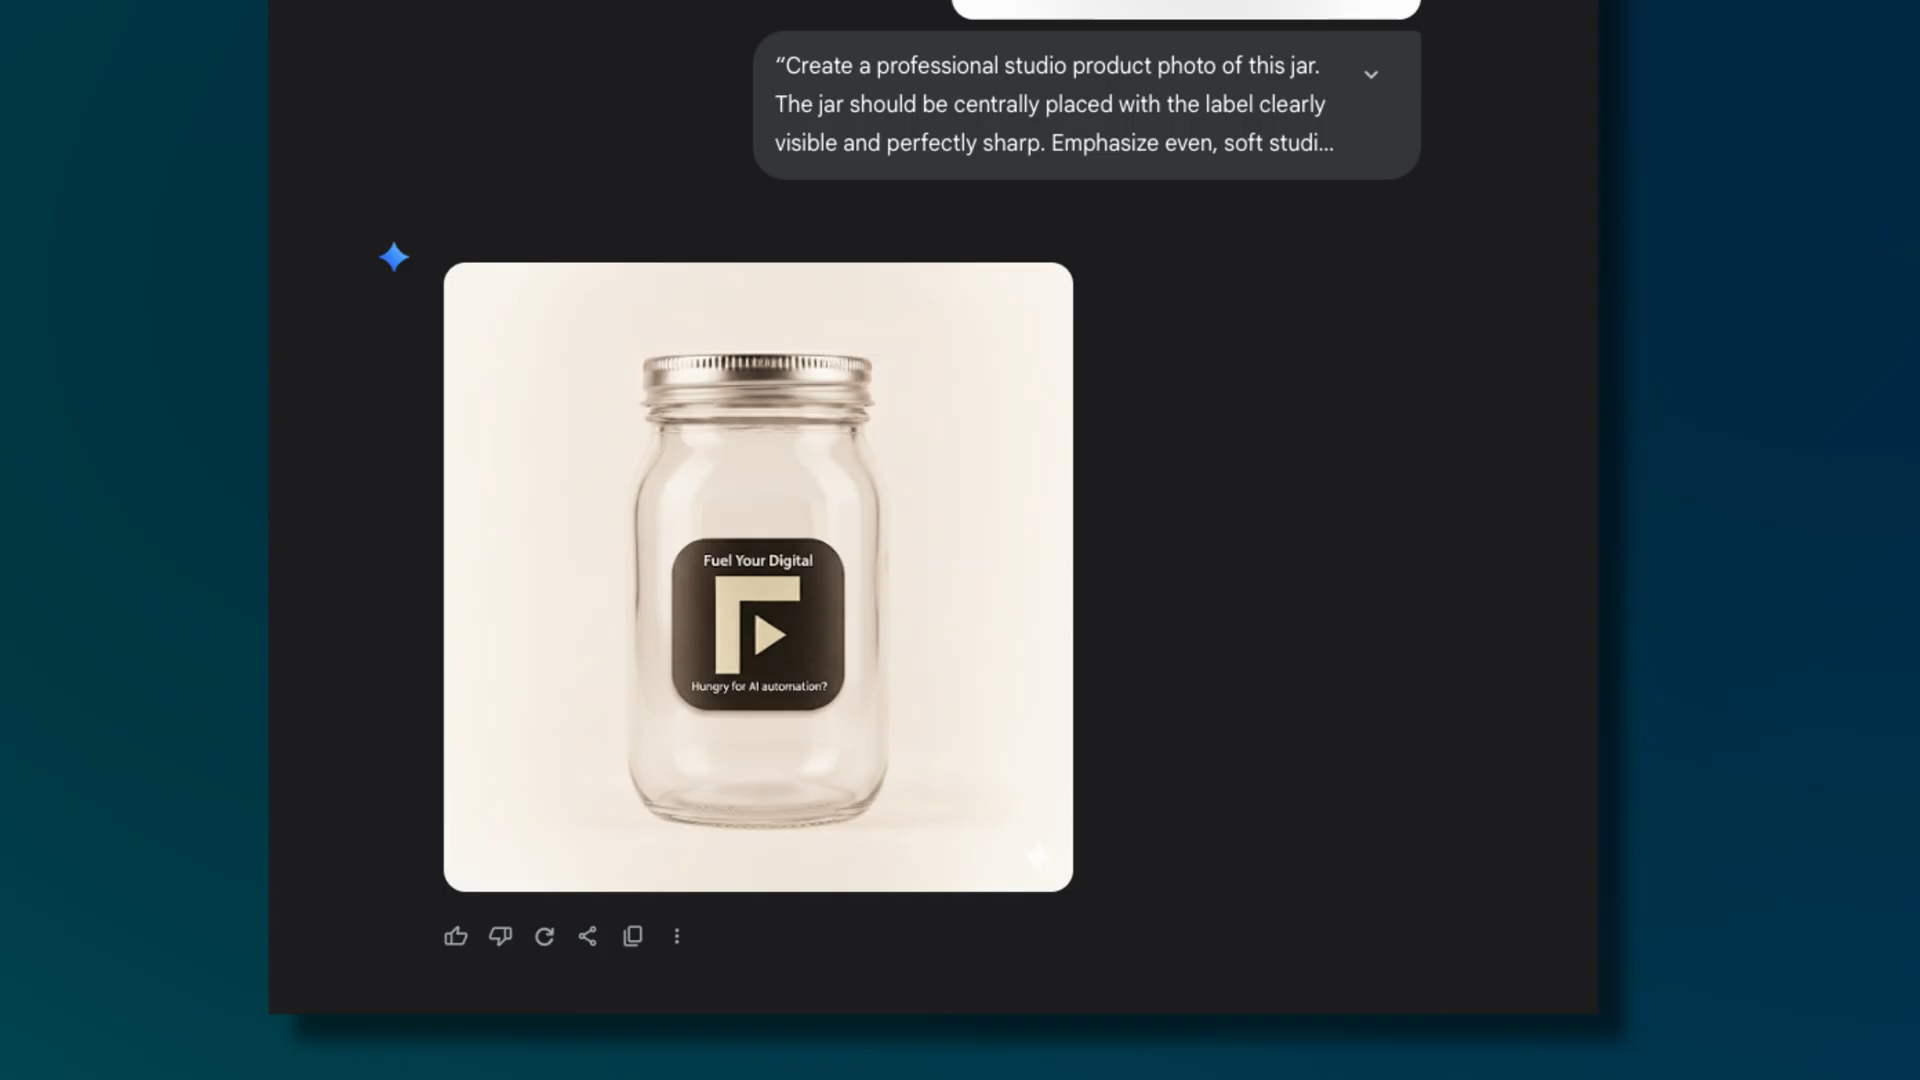 “Create a professional studio product photo of this jar.
The jar should be centrally placed with the label clearly
visible and perfectly sharp. Emphasize even, soft studi...
Fuel Your Digital
Hungry for AI automation?